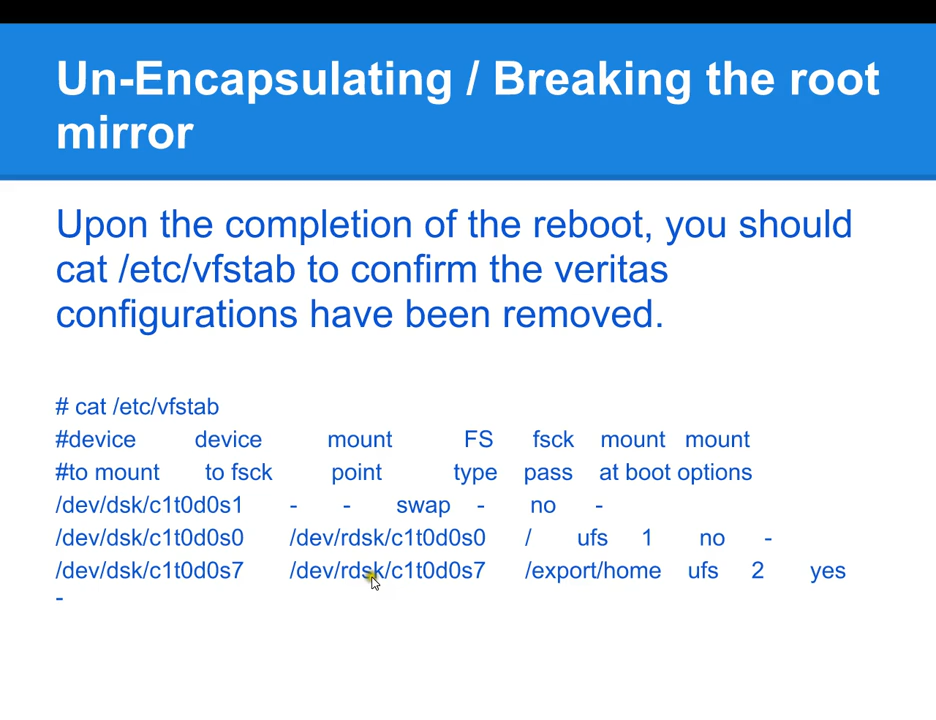 Un-Encapsulating / Breaking the root
mirror
Upon the completion of the reboot, you should
cat /etc/vfstab to confirm the veritas
configurations have been removed.
# cat /etc/vfstab
#device device mount FS fsck mount mount
#to mount to fsck point type pass at boot options
/dev/dsk/c1t0d0s1 - - swap - no -
/dev/dsk/c1t0d0s0 /dev/rdsk/c1t0d0s0 / ufs 1 no -
/dev/dsk/c1t0d0s7 /dev/rdsk/c1t0d0s7 /export/home ufs 2 yes
-